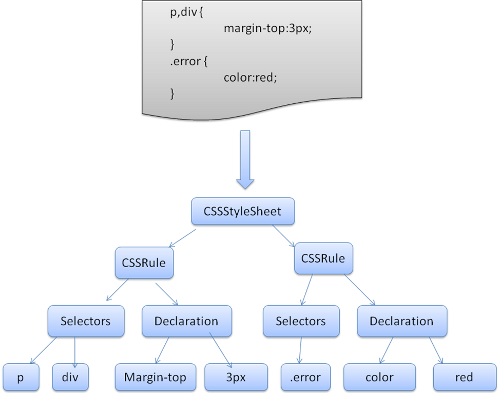 p,div {
margin-top:3px;
}
.error {
color:red;
}
CSSStyleSheet
CSSRule
CSSRule
Selectors
Declaration
Selectors
Declaration
p
div
Margin-top
3px
.error
color
red